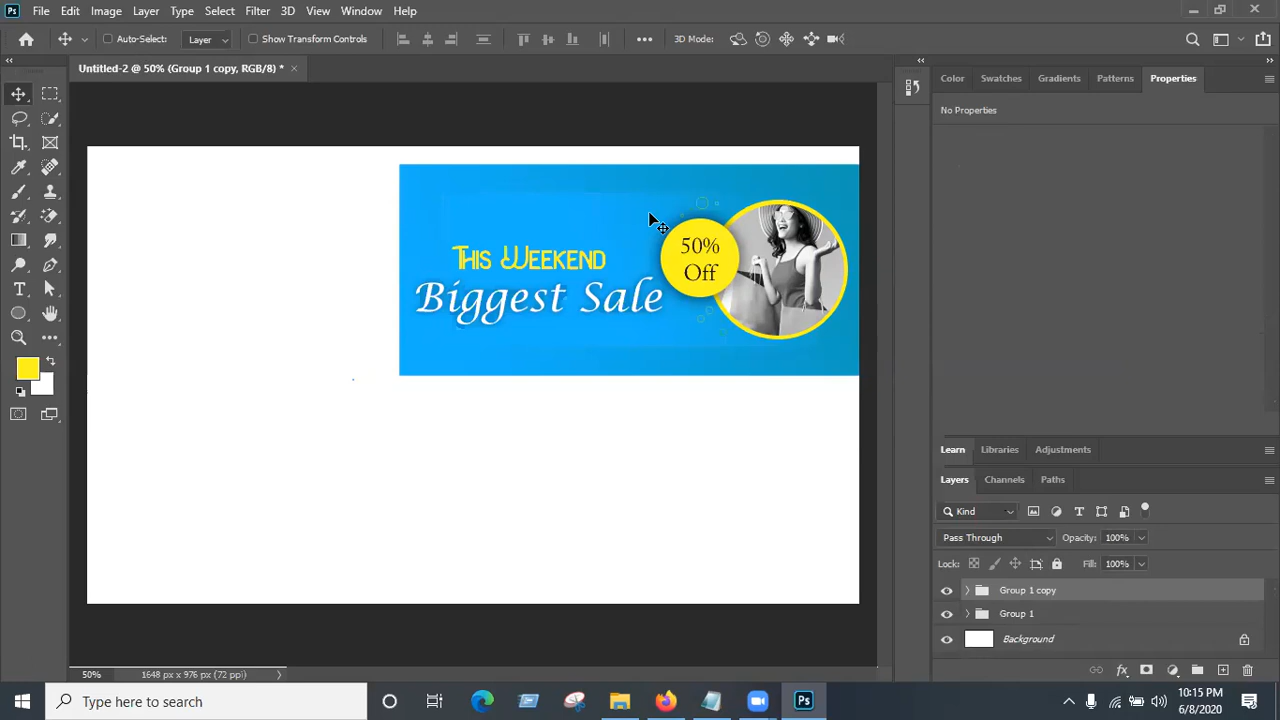 Ps File Edit Image Layer Type Select Filter 3D View Window Help
Auto-Select: Layer Show Transform Controls 3D Mode:
Untitled-2 @ 50% (Group 1 copy, RGB/8) *
Color Swatches Gradients Patterns Properties
No Properties
This Weekend
Biggest Sale
50%
Off
Learn Libraries Adjustments
Layers Channels Paths
Kind
Pass Through Opacity: 100%
Lock: Fill: 100%
Group 1 copy
Group 1
Background
50% 1648 px x 976 px (72 ppi)
Type here to search
Ps
10:15 PM
6/8/2020